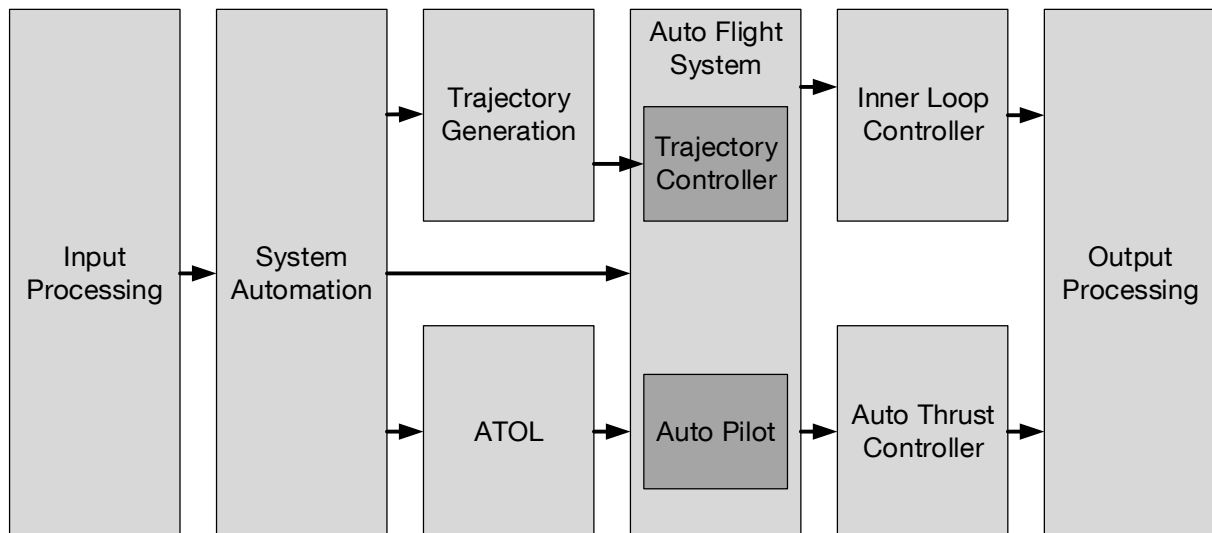 Input
Processing
System
Automation
Trajectory
Generation
ATOL
Auto Flight
System
Trajectory
Controller
Auto Pilot
Inner Loop
Controller
Auto Thrust
Controller
Output
Processing